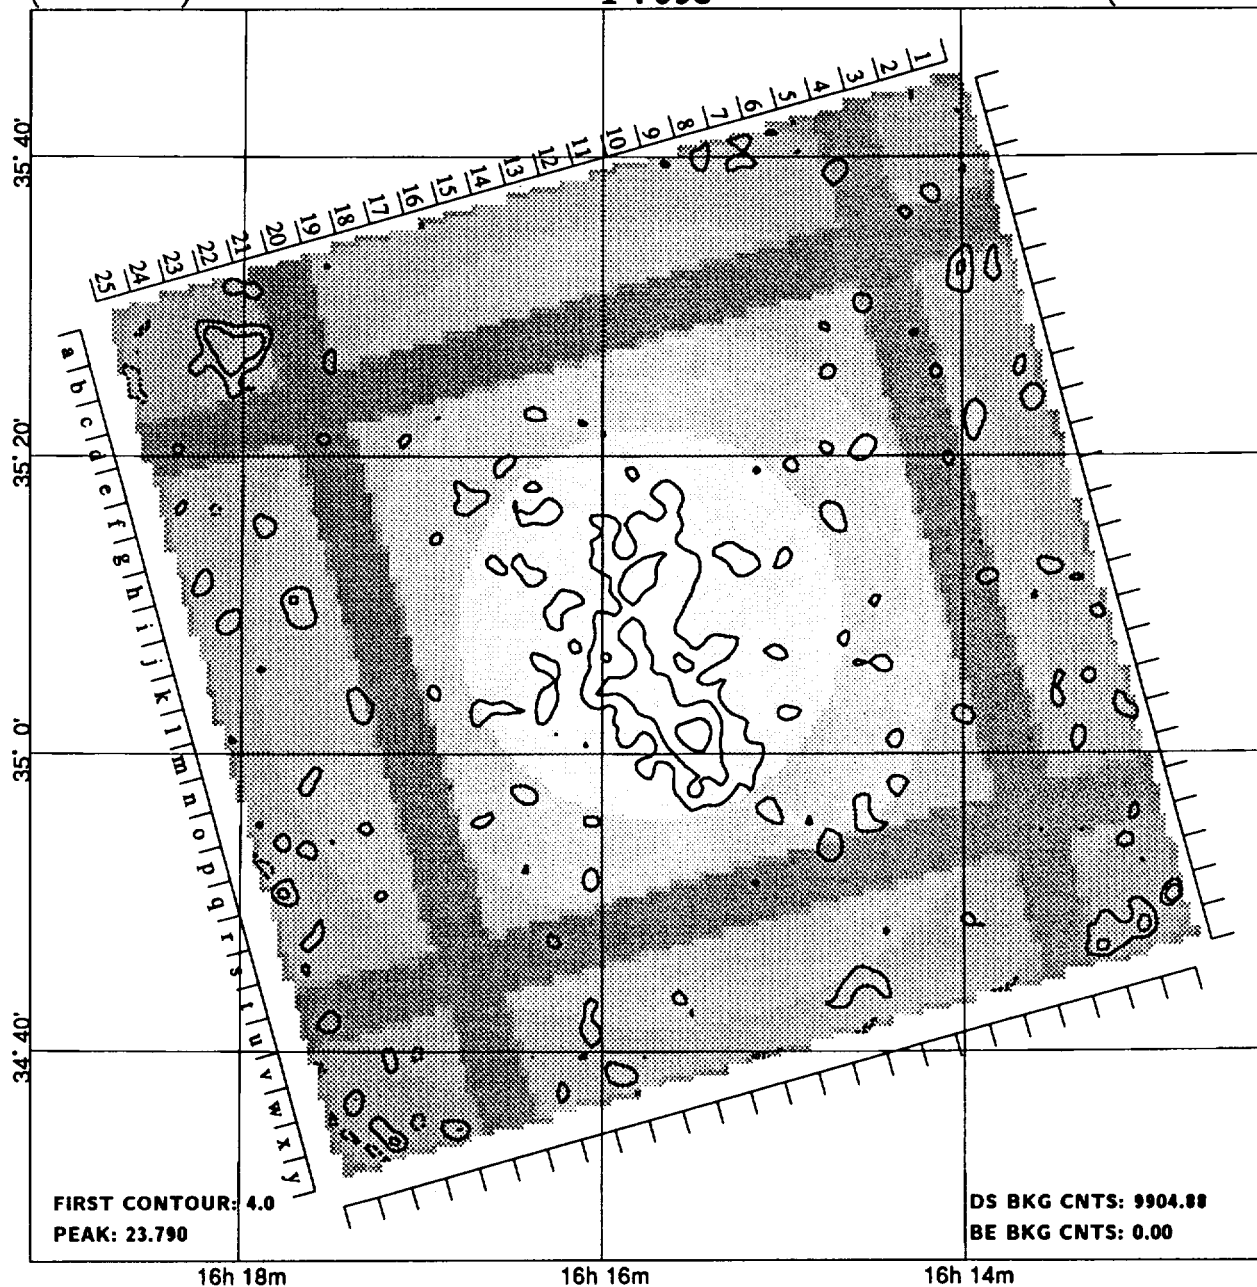 1 2 3 4 5 6 7 8 9 10 11 12 13 14 15 16 17 18 19 20 21 22 23 24 25
a b c d e f g h i j k l m n o p q r s t u v w x y
35° 40'
35° 20'
35° 0'
34° 40'
FIRST CONTOUR: 4.0
PEAK: 23.790
DS BKG CNTS: 9904.88
BE BKG CNTS: 0.00
16h 18m
16h 16m
16h 14m